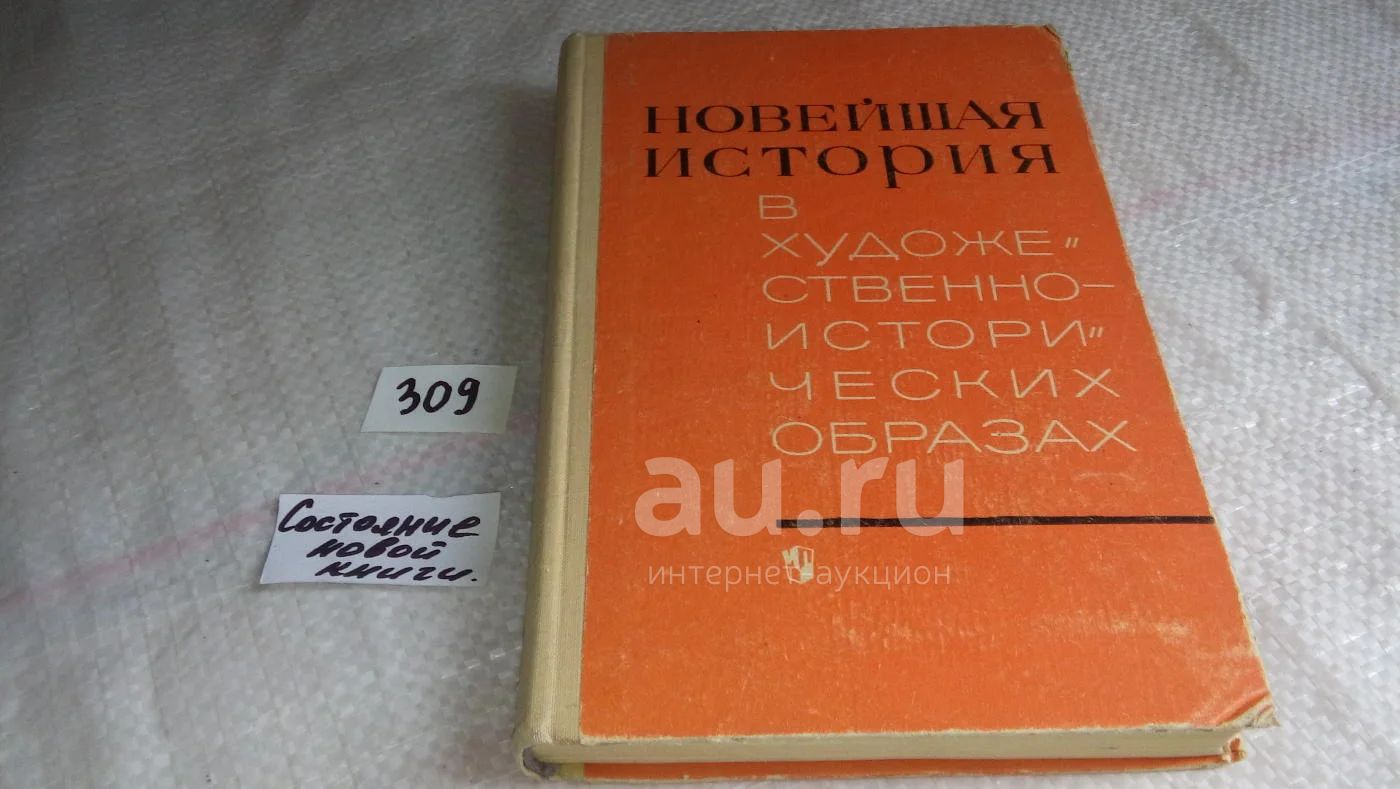 НОВЕЙШАЯ
ИСТОРИЯ
В
ХУДОЖЕ"
СТВЕННО-
ИСТОРИ"
ЧЕСКИХ
ОБРАЗАХ
au.ru
интернет аукцион
309
Состояние
новой
книги.